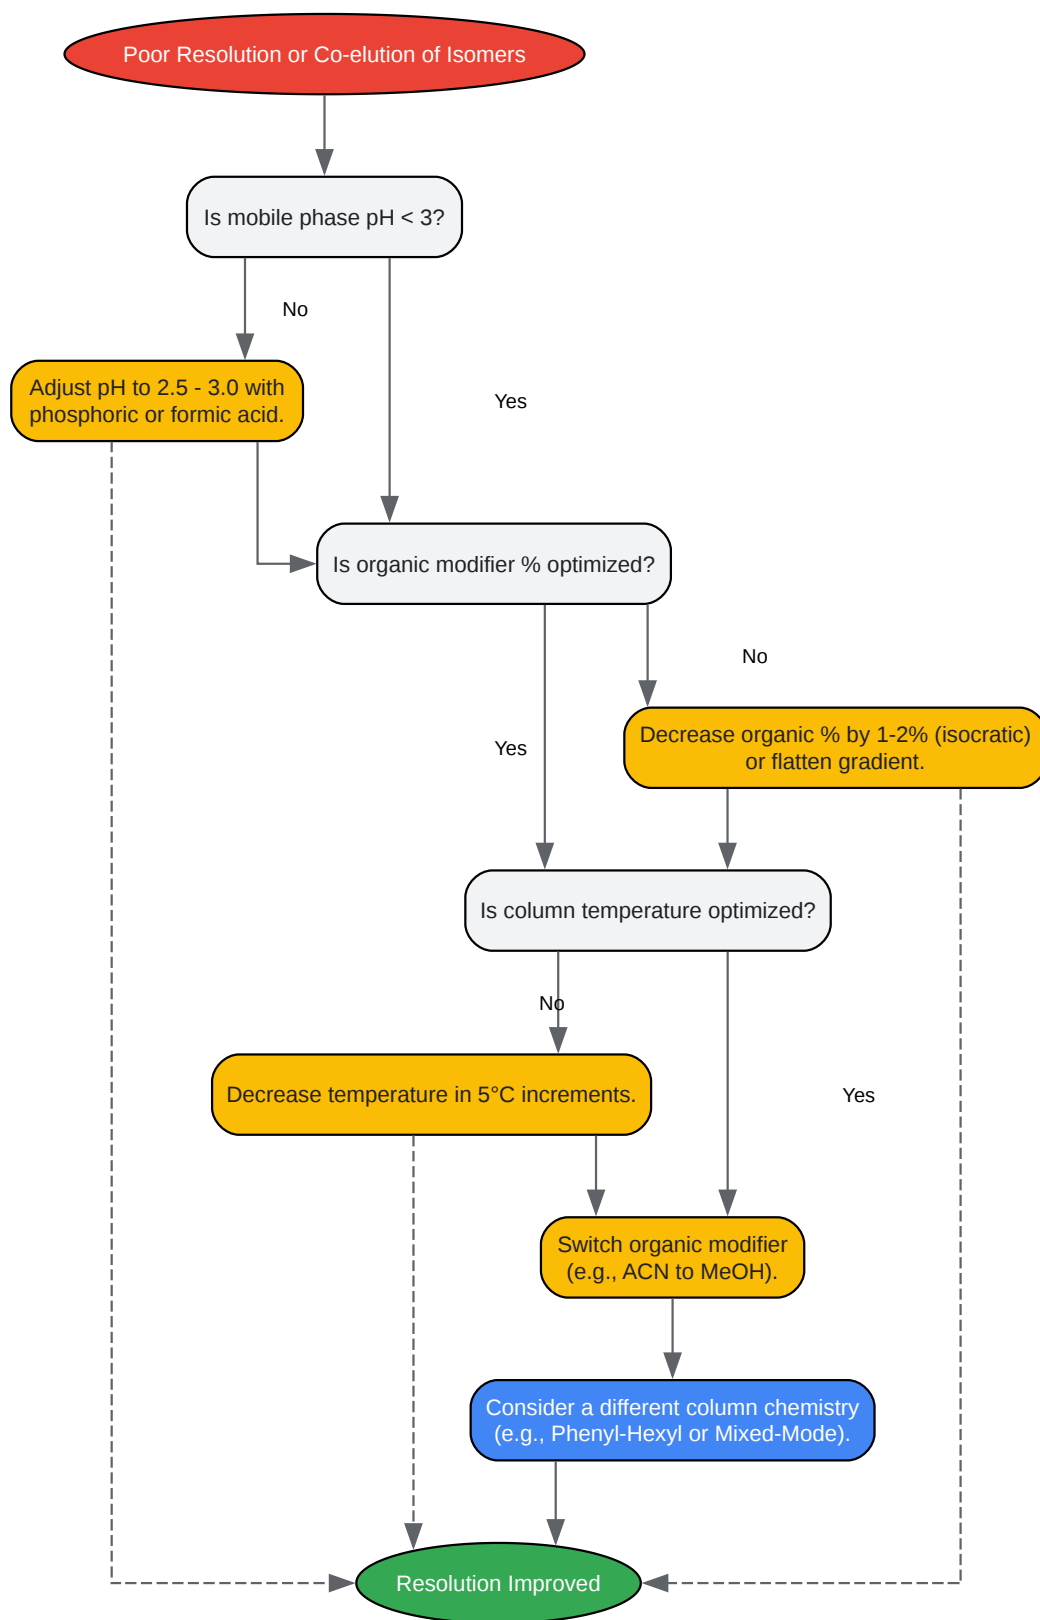 Poor Resolution or Co-elution of Isomers
Is mobile phase pH < 3?
No
Adjust pH to 2.5 - 3.0 with
phosphoric or formic acid.
Yes
Is organic modifier % optimized?
No
Yes
Decrease organic % by 1-2% (isocratic)
or flatten gradient.
Is column temperature optimized?
No
Decrease temperature in 5°C increments.
Yes
Switch organic modifier
(e.g., ACN to MeOH).
Consider a different column chemistry
(e.g., Phenyl-Hexyl or Mixed-Mode).
Resolution Improved